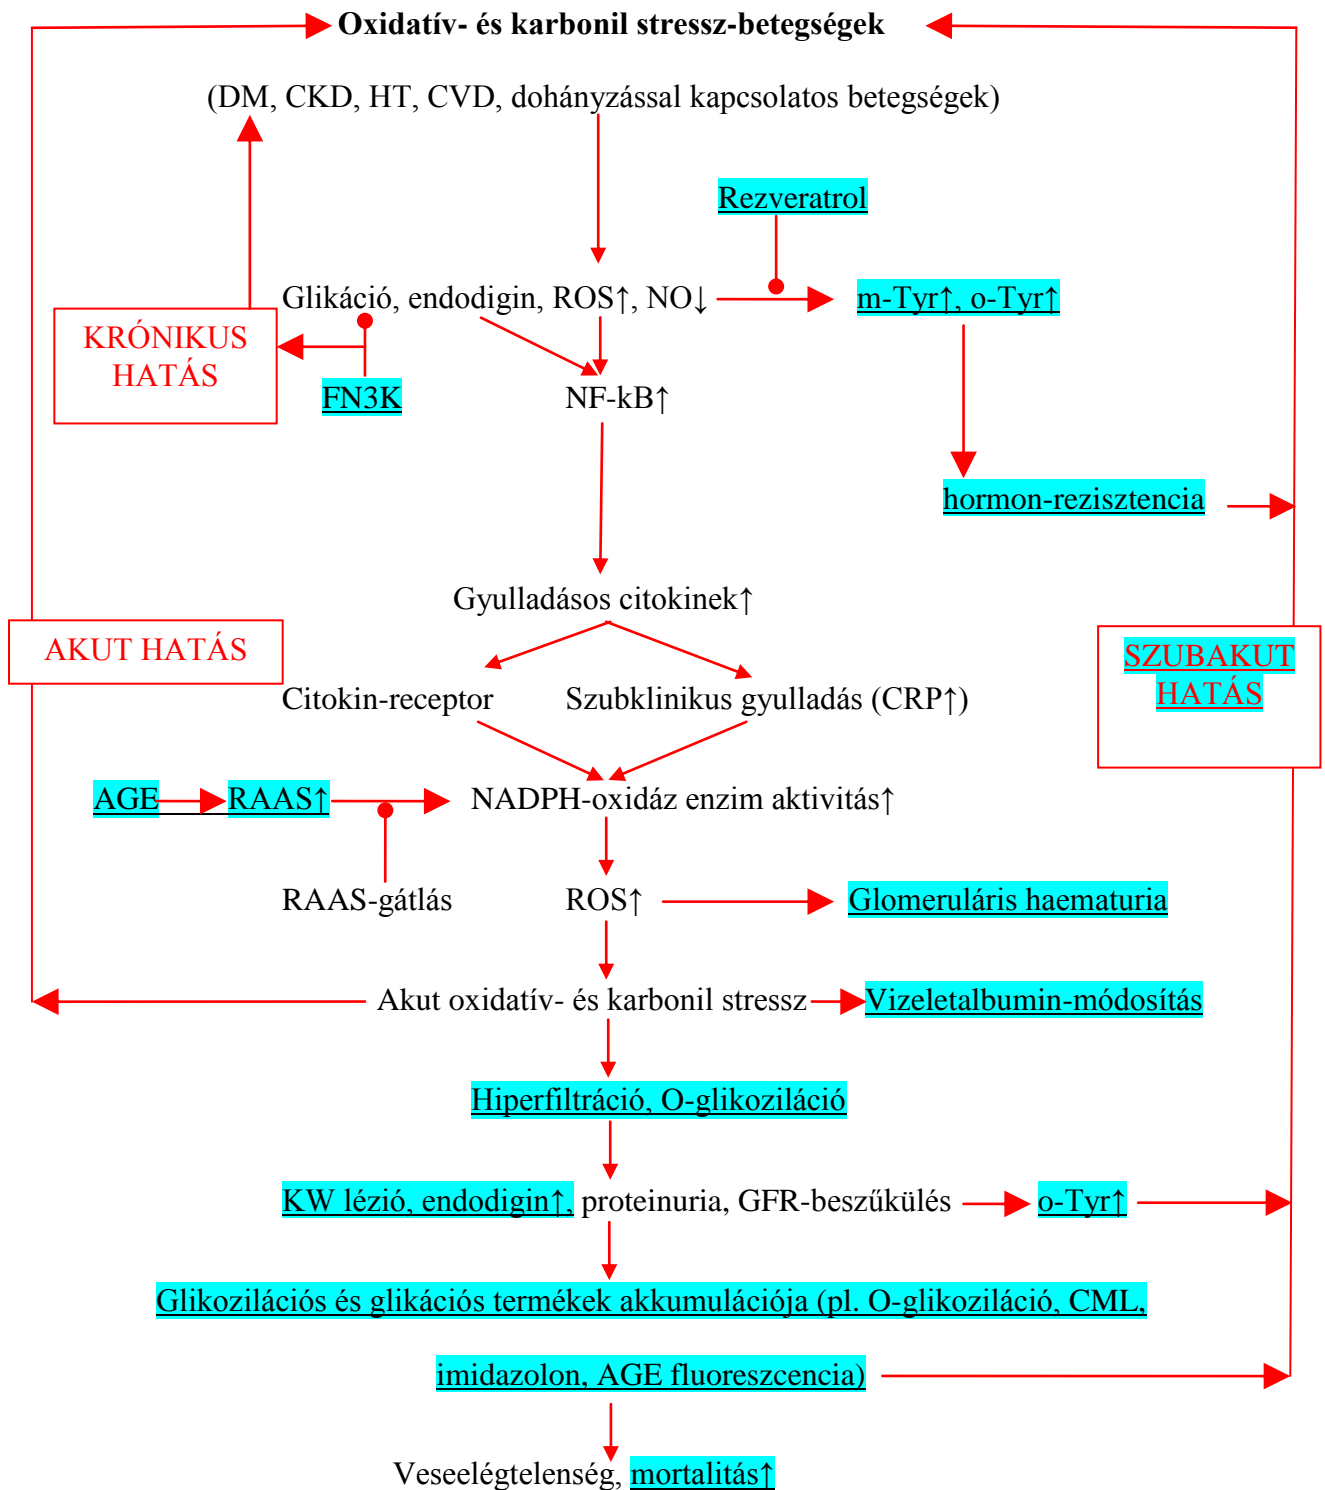 Oxidatív- és karbonil stressz-betegségek
(DM, CKD, HT, CVD, dohányzással kapcsolatos betegségek)
Rezveratrol
Glikáció, endodigin, ROS↑, NO↓
m-Tyr↑, o-Tyr↑
KRÓNIKUS
HATÁS
FN3K
NF-kB↑
hormon-rezisztencia
Gyulladásos citokinek↑
AKUT HATÁS
SZUBAKUT
HATÁS
Citokin-receptor
Szubklinikus gyulladás (CRP↑)
AGE
RAAS↑
NADPH-oxidáz enzim aktivitás↑
RAAS-gátlás
ROS↑
Glomeruláris haematuria
Akut oxidatív- és karbonil stressz
Vizeletalbumin-módosítás
Hiperfiltráció, O-glikoziláció
KW lézió, endodigin↑, proteinuria, GFR-beszűkülés
o-Tyr↑
Glikozilációs és glikációs termékek akkumulációja (pl. O-glikoziláció, CML,
imidazolon, AGE fluoreszcencia)
Veseelégtelenség, mortalitás↑